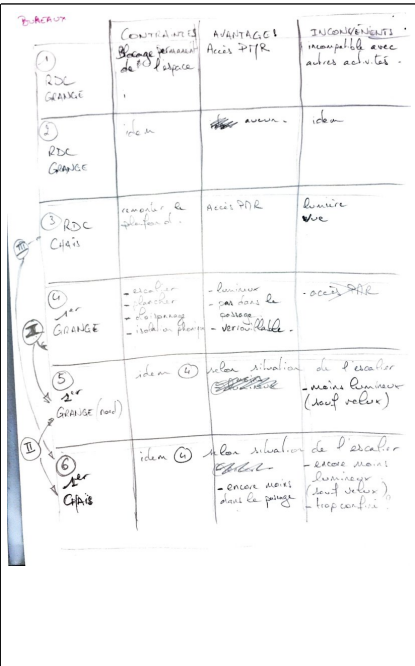 BUREAUX
CONTRAINTES
Blocage permanent
de l'espace
AVANTAGES
Accès PMR
INCONVÉNIENTS
incompatible avec
autres activités.
1
RDC
GRANGE
2
RDC
GRANGE
idem
aucun.
idem
3 RDC
CHAIS
remonter le
plafond.
Accès PMR
lumière
vue
III
4
1er
GRANGE
- escalier
- plancher
- cloisonnage
- isolation
- lumineux
- pas dans le
passage
- verrouillable.
- accès PMR
I
5
1er
GRANGE (nord)
idem 4
selon situation de l'escalier
- moins lumineux
(sauf velux)
II
6
1er
CHAIS
idem 4
selon situation de l'escalier
- encore moins
dans le passage
- encore moins
lumineux
(sauf velux)
- trop confiné